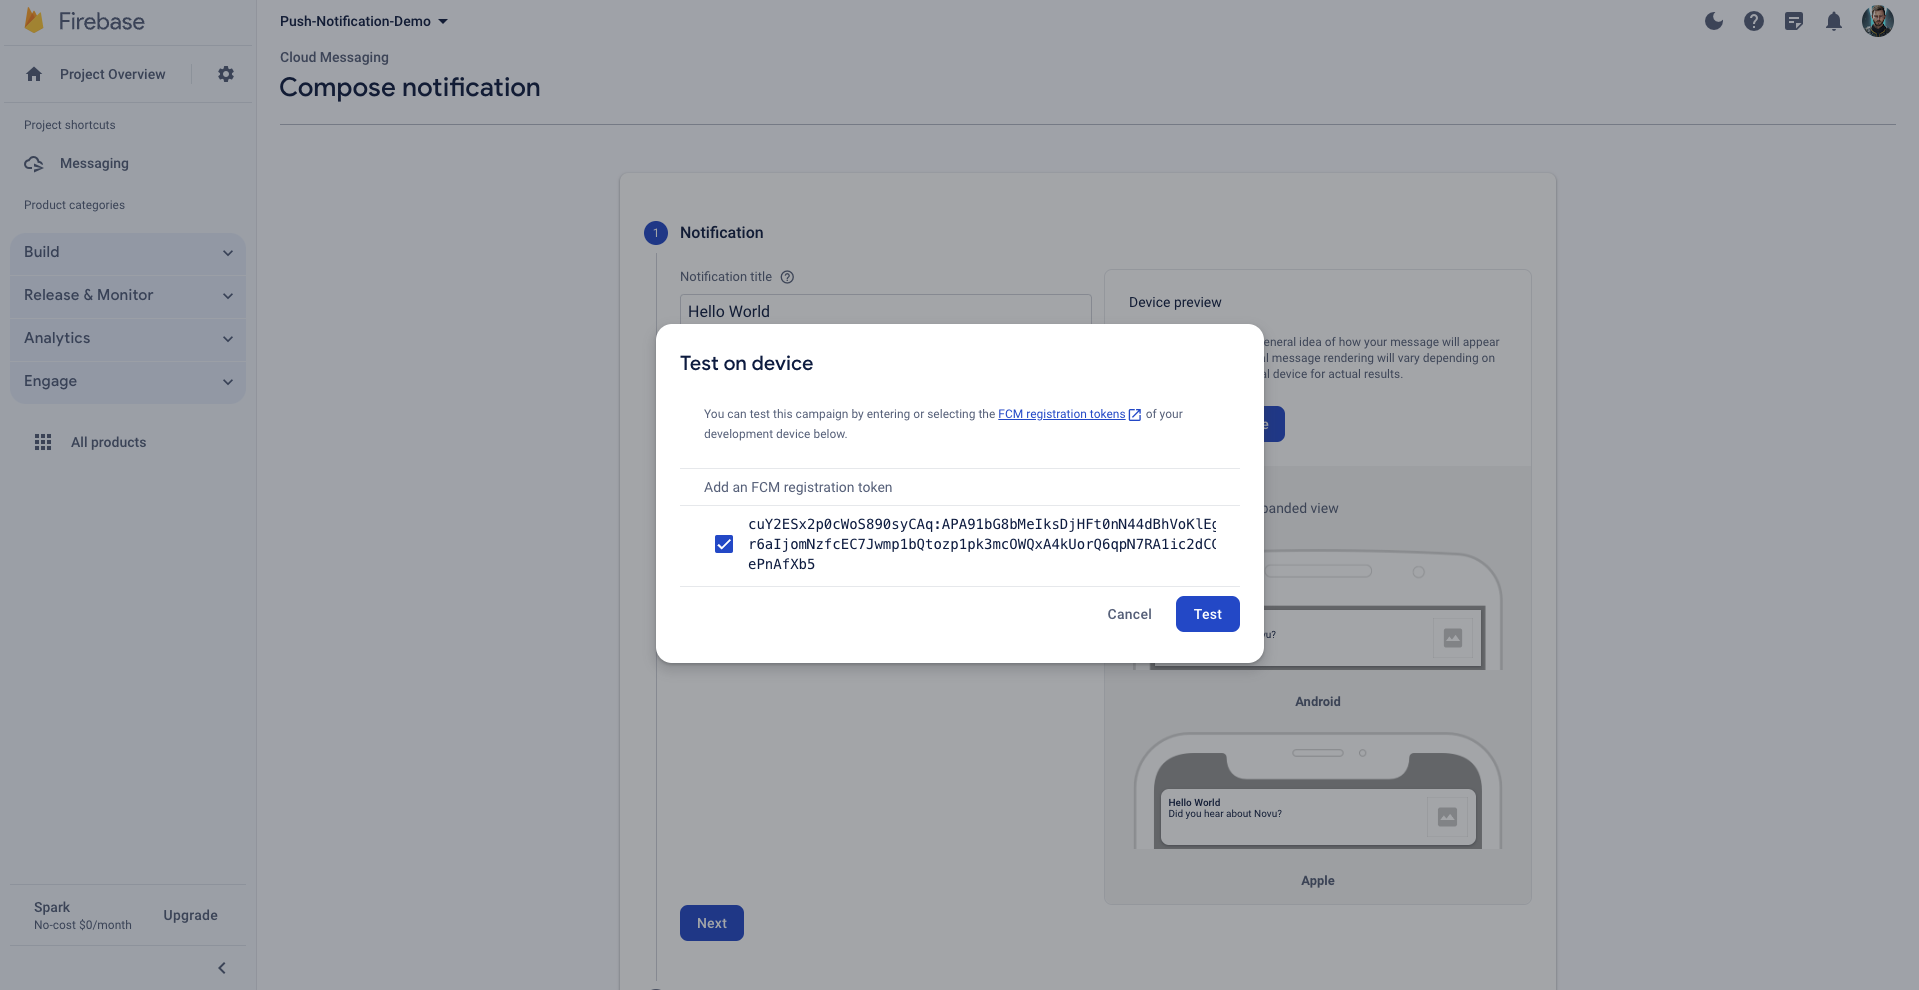 Firebase
Project Overview
Project shortcuts
Messaging
Product categories
Build
Release & Monitor
Analytics
Engage
All products
Spark
No-cost $0/month
Upgrade
Push-Notification-Demo
Cloud Messaging
Compose notification
1
Notification
Notification title
Hello World
Device preview
eneral idea of how your message will appear
message rendering will vary depending on
device for actual results.
Test on device
You can test this campaign by entering or selecting the FCM registration tokens of your
development device below.
Add an FCM registration token
cuY2ESx2p0cWoS890syCAq:APA91bG8bMeIksDjHFt0nN44dBhVoKlEg
r6aIjomNzfcEC7Jwmp1bQtozp1pk3mcOWQxA4kUorQ6qpN7RA1ic2dC
ePnAfXb5
Cancel
Test
panded view
vu?
Android
Hello World
Did you hear about Novu?
Apple
Next